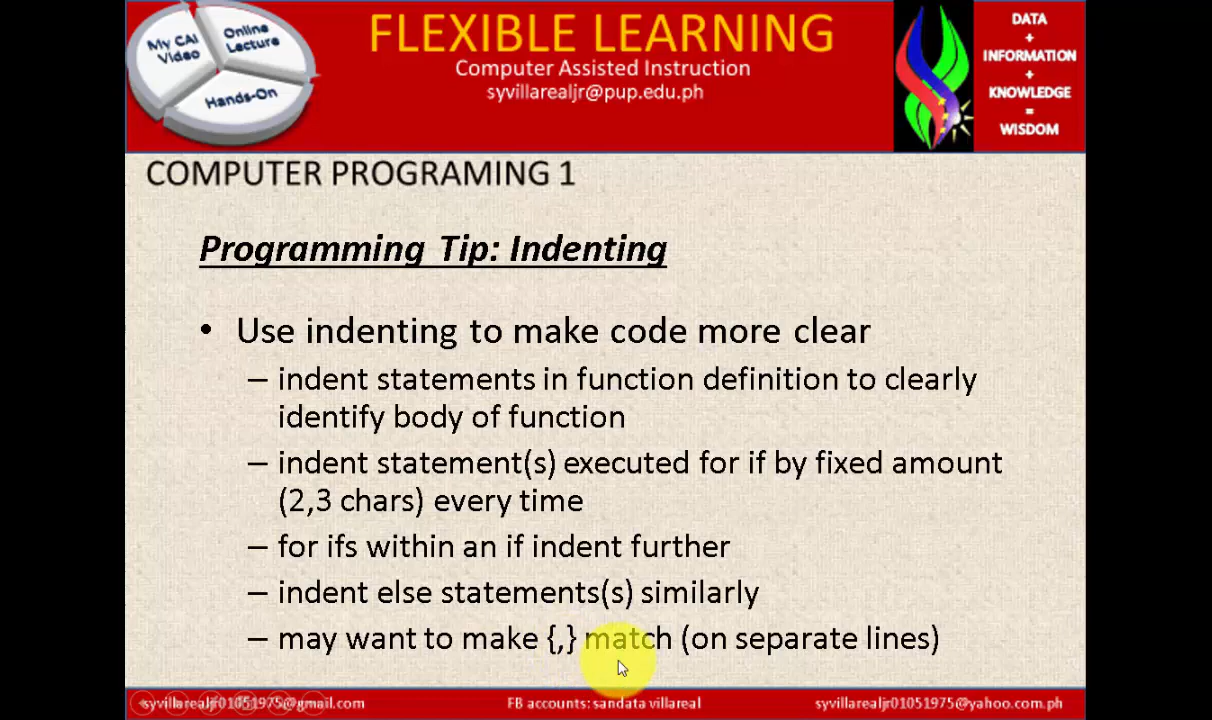 My CAI
Video
Online
Lecture
Hands-On
FLEXIBLE LEARNING
Computer Assisted Instruction
syvillarealjr@pup.edu.ph
DATA
+
INFORMATION
+
KNOWLEDGE
=
WISDOM
COMPUTER PROGRAMING 1
Programming Tip: Indenting
• Use indenting to make code more clear
– indent statements in function definition to clearly
identify body of function
– indent statement(s) executed for if by fixed amount
(2,3 chars) every time
– for ifs within an if indent further
– indent else statements(s) similarly
– may want to make {,} match (on separate lines)
syvillarealjr01051975@gmail.com
FB accounts: sandata villareal
syvillarealjr01051975@yahoo.com.ph